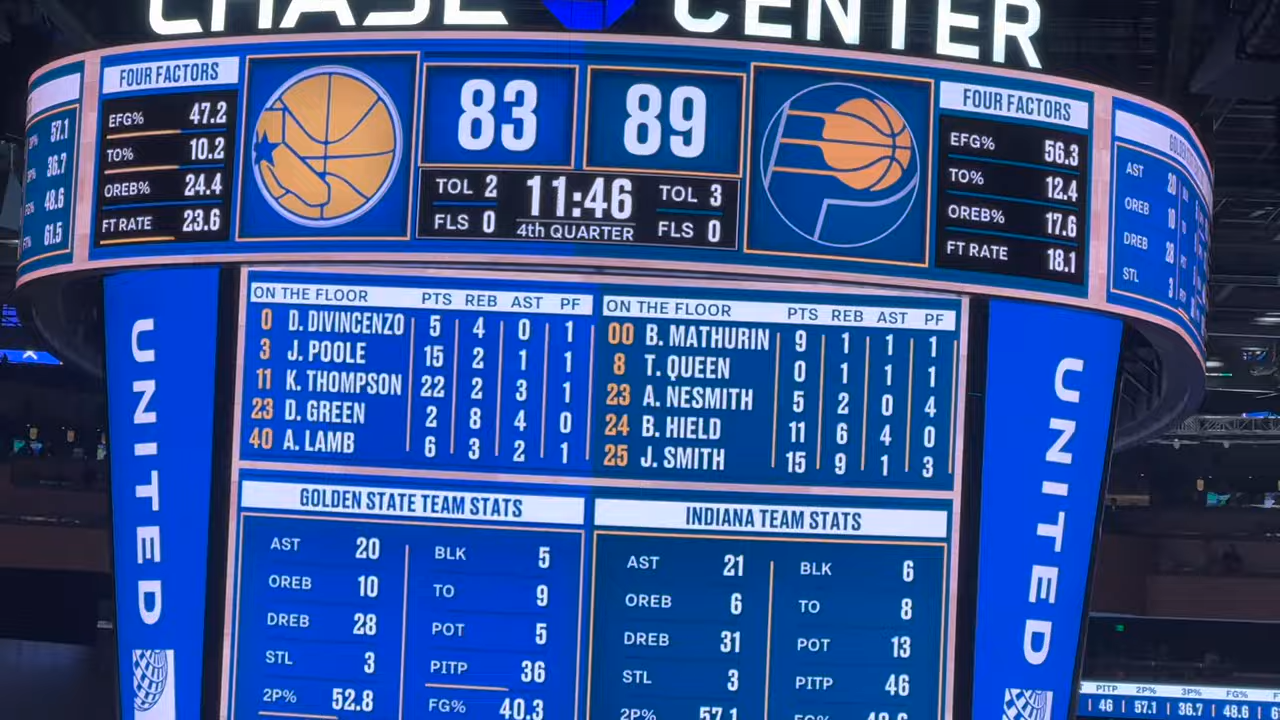 CHASE CENTER
FOUR FACTORS
EFG% 47.2
TO% 10.2
OREB% 24.4
FT RATE 23.6
83 89
TOL 2 11:46 TOL 3
FLS 0 4th QUARTER FLS 0
FOUR FACTORS
EFG% 56.3
TO% 12.4
OREB% 17.6
FT RATE 18.1
57.1
36.7
48.6
61.5
AST 20
OREB 10
DREB 28
STL 3
ON THE FLOOR PTS REB AST PF
0 D. DIVINCENZO 5 4 0 1
3 J. POOLE 15 2 1 1
11 K. THOMPSON 22 2 3 1
23 D. GREEN 2 8 4 0
40 A. LAMB 6 3 2 1
ON THE FLOOR PTS REB AST PF
00 B. MATHURIN 9 1 1 1
8 T. QUEEN 0 1 1 1
23 A. NESMITH 5 2 0 4
24 B. HIELD 11 6 4 0
25 J. SMITH 15 9 1 3
GOLDEN STATE TEAM STATS
AST 20 BLK 5
OREB 10 TO 9
DREB 28 POT 5
STL 3 PITP 36
2P% 52.8 FG% 40.3
INDIANA TEAM STATS
AST 21 BLK 6
OREB 6 TO 8
DREB 31 POT 13
STL 3 PITP 46
2P% 57.1 FG% 48.6
UNITED
UNITED
PITP 2P% 3P% FG%
46 57.1 36.7 48.6